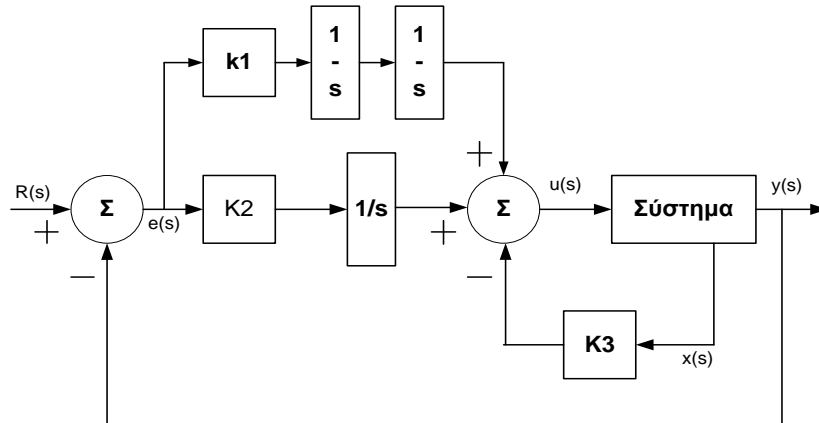 k1
1
-
s
1
-
s
+
R(s)
+
Σ
e(s)
K2
1/s
+
Σ
u(s)
Σύστημα
y(s)
−
−
K3
x(s)